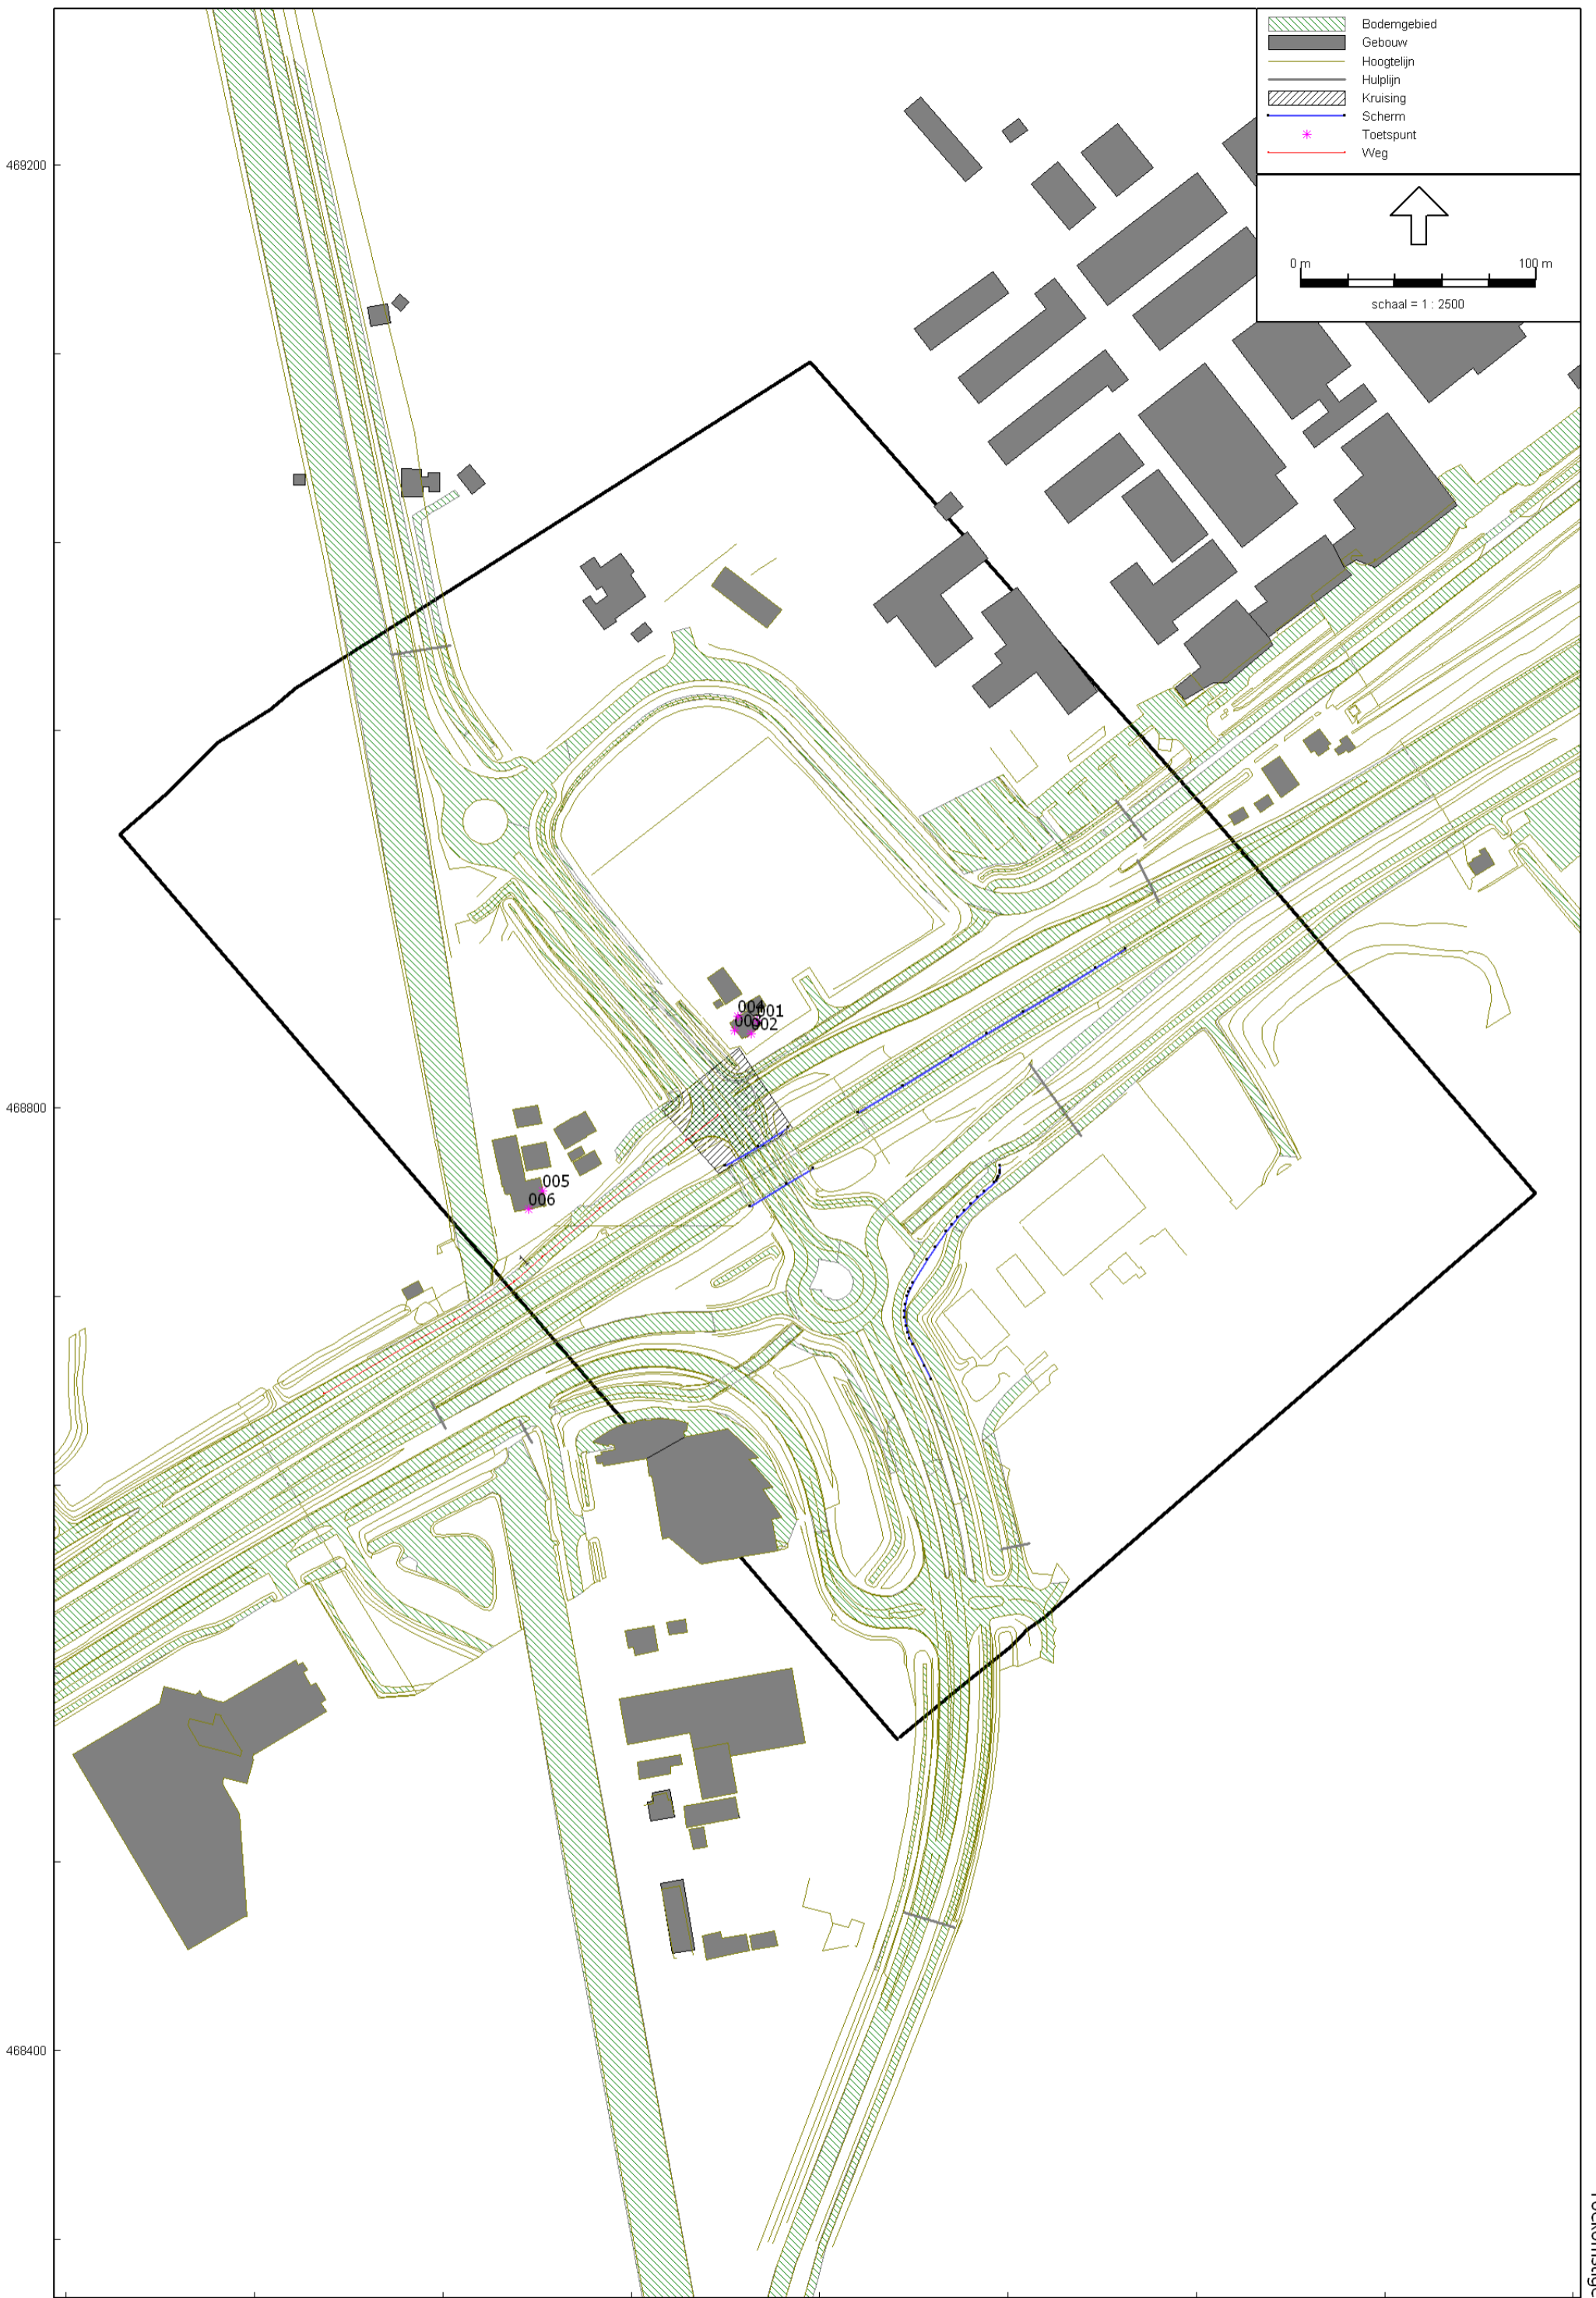 Bodemgebied
Gebouw
Hoogtelijn
Hulplijn
Kruising
Scherm
Toetspunt
Weg
469200
0 m 100 m
schaal = 1 : 2500
004
001
002
468800
005
006
1
468400